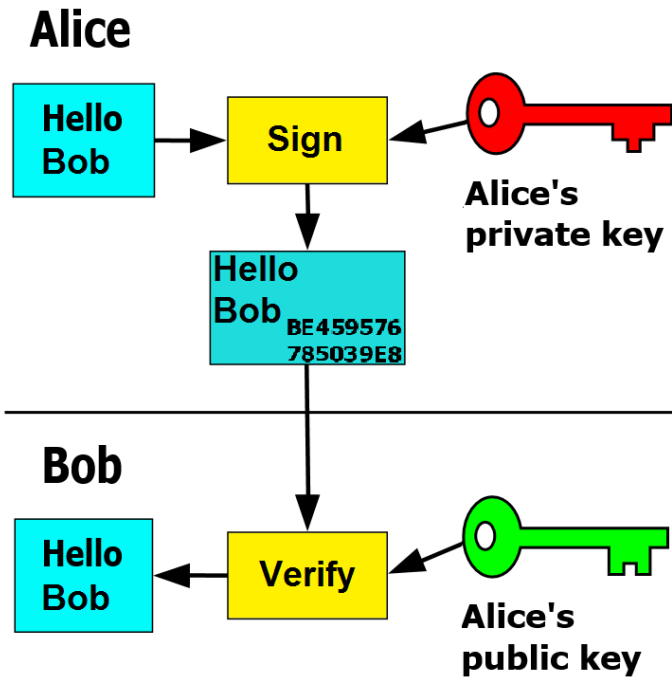 Alice
Hello
Bob
Sign
Alice's
private key
Hello
Bob
BE459576
785039E8
Bob
Hello
Bob
Verify
Alice's
public key